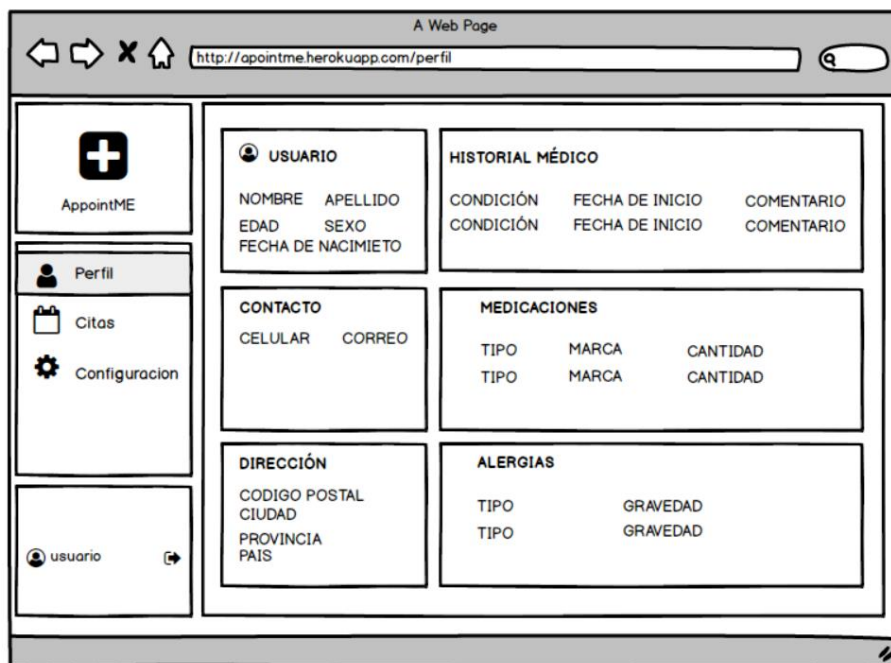 A Web Page
http://apointme.herokuapp.com/perfil
AppointME
Perfil
Citas
Configuracion
usuario
USUARIO
NOMBRE APELLIDO
EDAD SEXO
FECHA DE NACIMIETO
HISTORIAL MÉDICO
CONDICIÓN FECHA DE INICIO COMENTARIO
CONDICIÓN FECHA DE INICIO COMENTARIO
CONTACTO
CELULAR CORREO
MEDICACIONES
TIPO MARCA CANTIDAD
TIPO MARCA CANTIDAD
DIRECCIÓN
CODIGO POSTAL
CIUDAD
PROVINCIA
PAIS
ALERGIAS
TIPO GRAVEDAD
TIPO GRAVEDAD